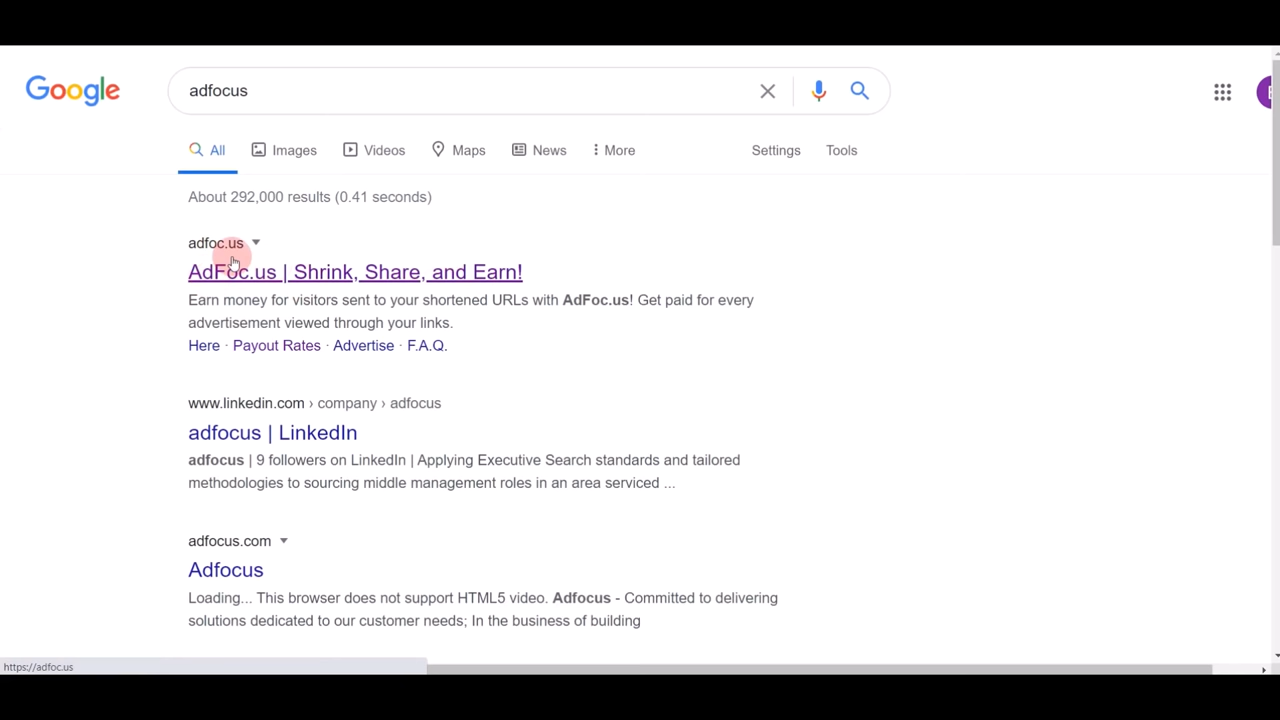 Google
adfocus
All Images Videos Maps News More Settings Tools
About 292,000 results (0.41 seconds)
adfoc.us
AdFoc.us | Shrink, Share, and Earn!
Earn money for visitors sent to your shortened URLs with AdFoc.us! Get paid for every
advertisement viewed through your links.
Here · Payout Rates · Advertise · F.A.Q.
www.linkedin.com › company › adfocus
adfocus | LinkedIn
adfocus | 9 followers on LinkedIn | Applying Executive Search standards and tailored
methodologies to sourcing middle management roles in an area serviced ...
adfocus.com
Adfocus
Loading... This browser does not support HTML5 video. Adfocus - Committed to delivering
solutions dedicated to our customer needs; In the business of building
https://adfoc.us